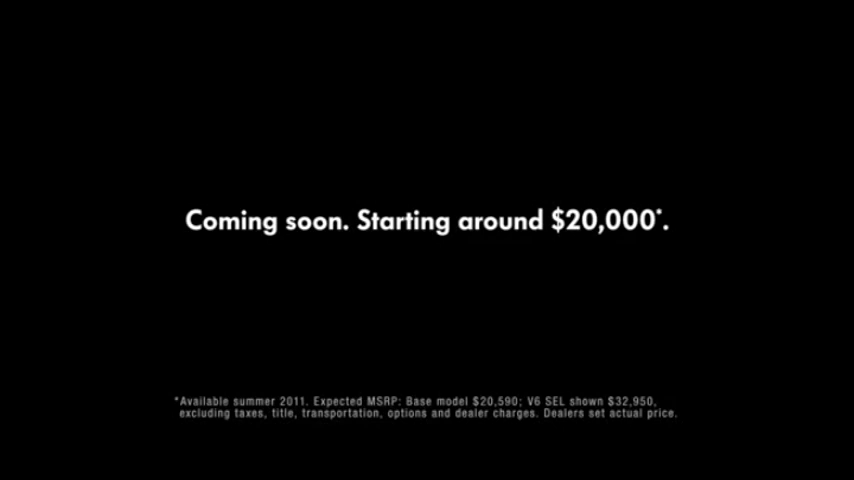 Coming soon. Starting around $20,000*.
*Available summer 2011. Expected MSRP: Base model $20,590; V6 SEL shown $32,950,
excluding taxes, title, transportation, options and dealer charges. Dealers set actual price.